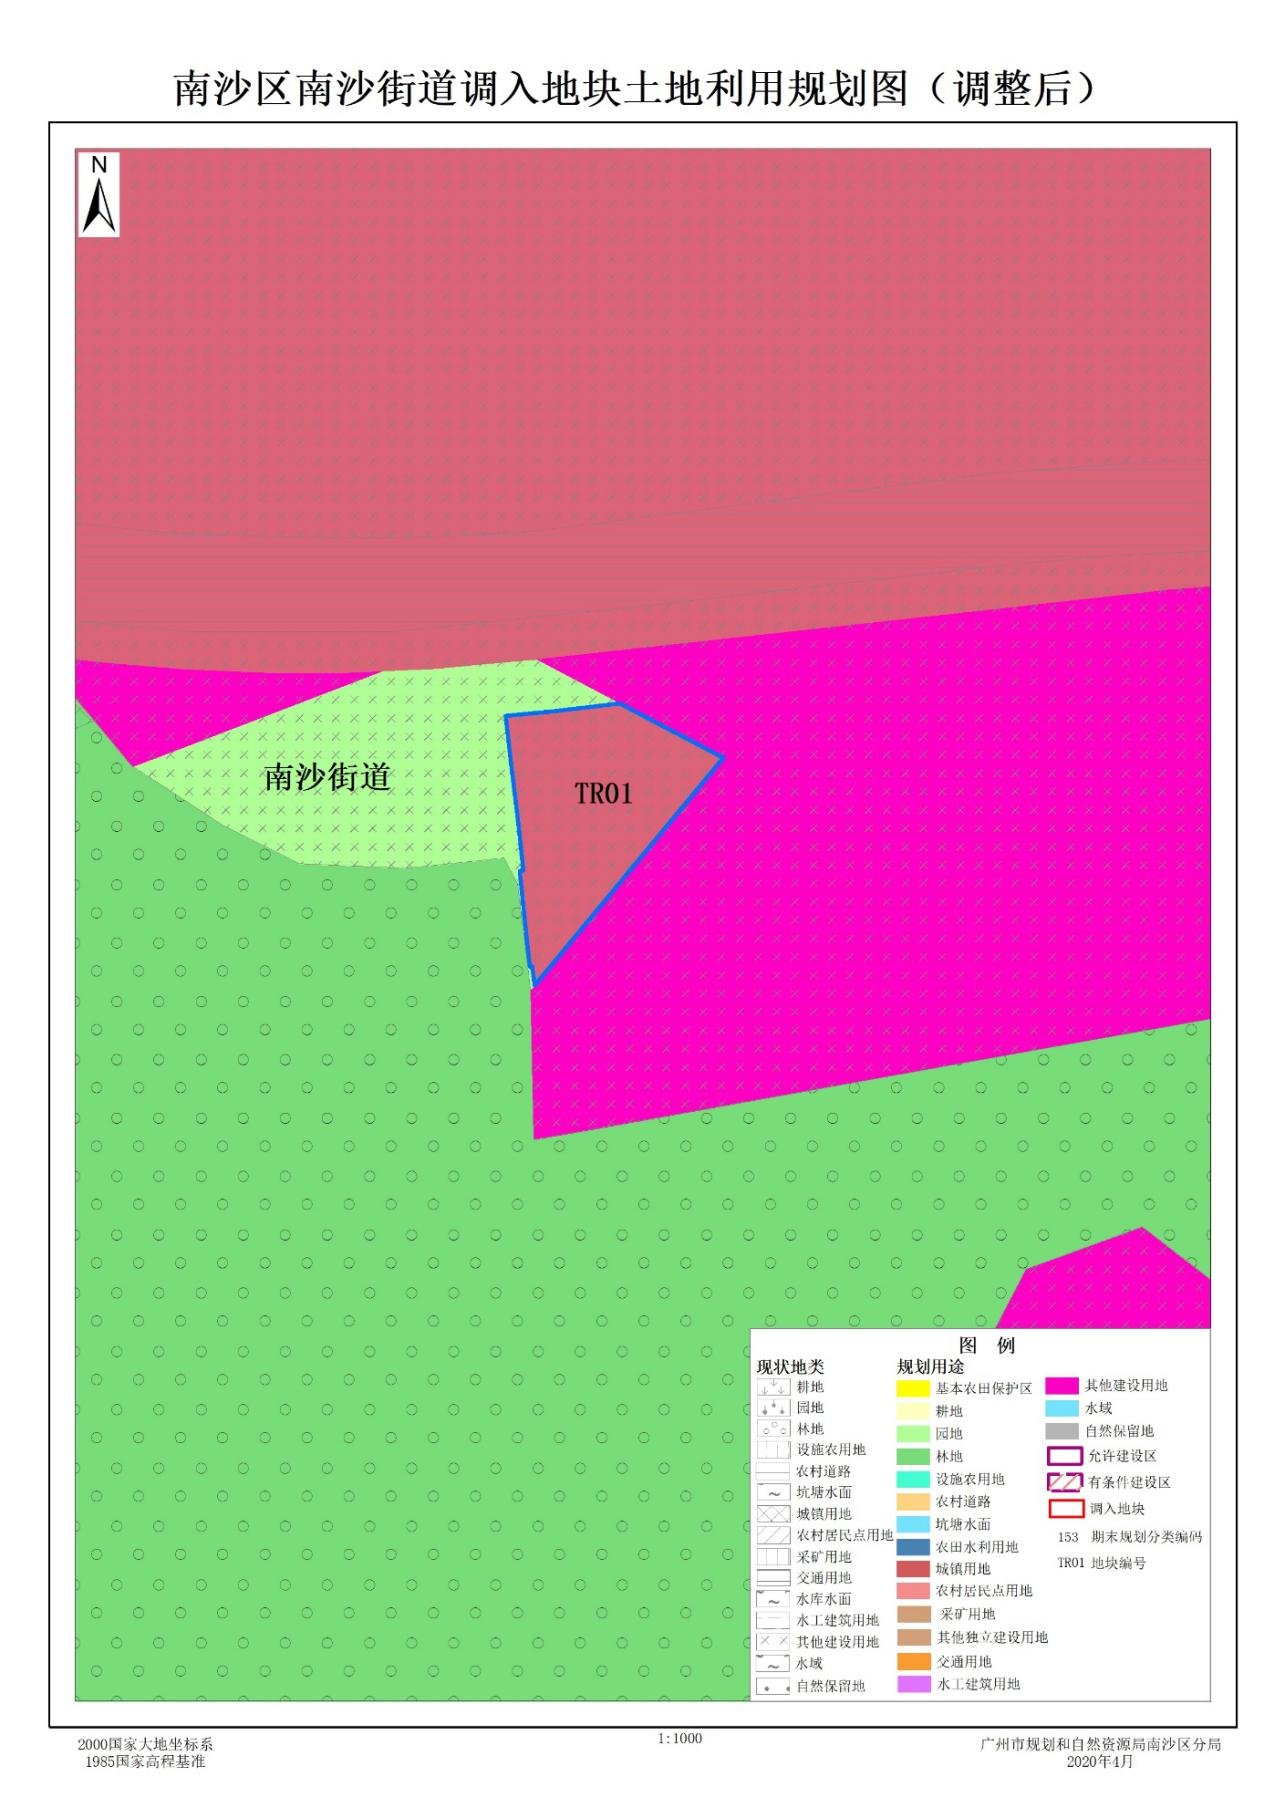 南沙区南沙街道调入地块土地利用规划图（调整后）
N
南沙街道
TR01
图 例
现状地类
耕地
园地
林地
设施农用地
农村道路
坑塘水面
城镇用地
农村居民点用地
采矿用地
交通用地
水库水面
水工建筑用地
其他建设用地
水域
自然保留地
规划用途
基本农田保护区
耕地
园地
林地
设施农用地
农村道路
坑塘水面
农田水利用地
城镇用地
农村居民点用地
采矿用地
其他独立建设用地
交通用地
水工建筑用地
其他建设用地
水域
自然保留地
允许建设区
有条件建设区
调入地块
153 期末规划分类编码
TR01 地块编号
2000国家大地坐标系
1985国家高程基准
1:1000
广州市规划和自然资源局南沙区分局
2020年4月